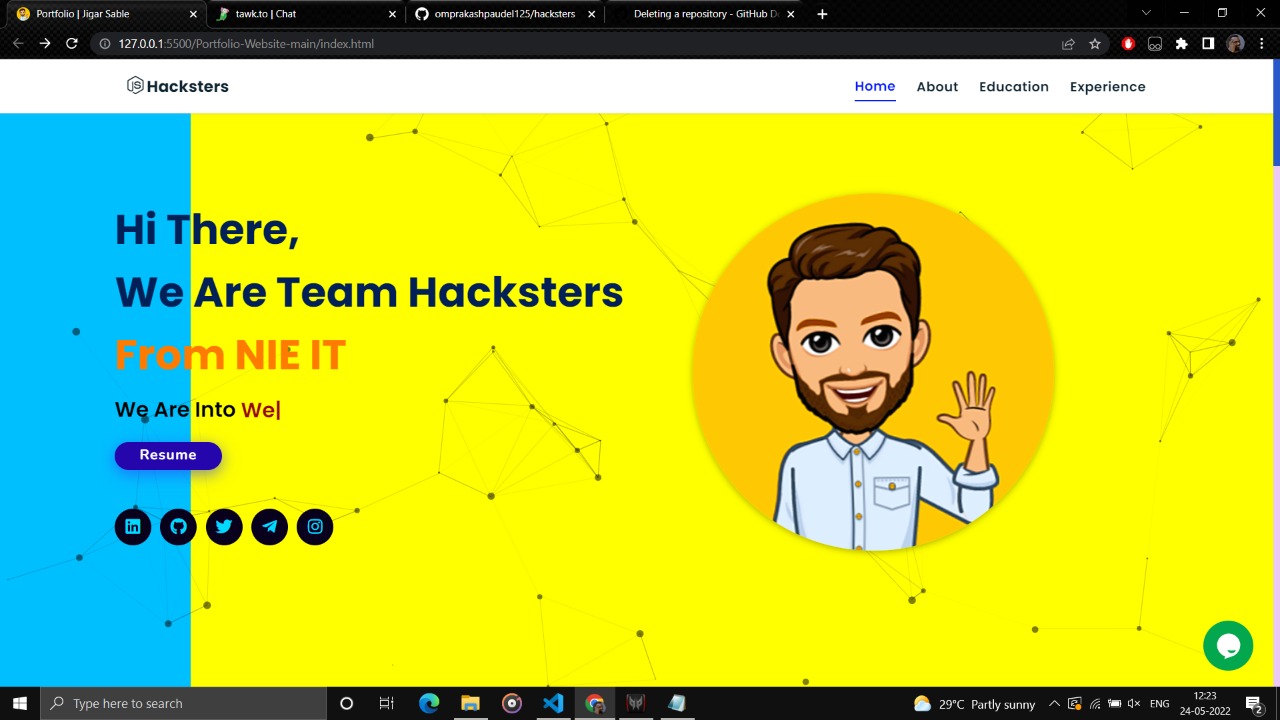 Portfolio | Jigar Sable
tawk.to | Chat
omprakashpaudel125/hacksters
Deleting a repository - GitHub D
127.0.0.1:5500/Portfolio-Website-main/index.html
Hacksters
Home
About
Education
Experience
Hi There,
We Are Team Hacksters
From NIE IT
We Are Into We|
Resume
Type here to search
29°C Partly sunny
ENG
12:23
24-05-2022
2